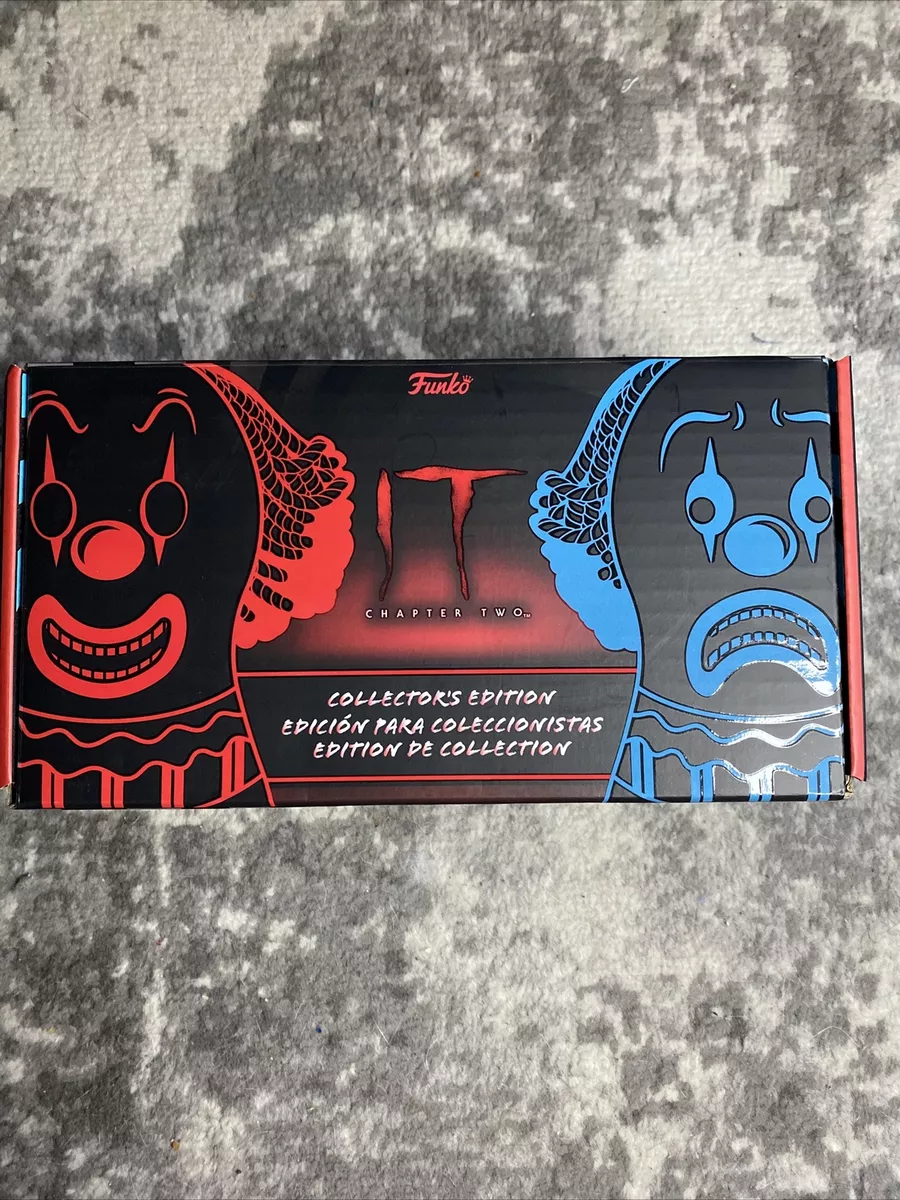 Funko
IT
CHAPTER TWO™
COLLECTOR'S EDITION
EDICIÓN PARA COLECCIONISTAS
EDITION DE COLLECTION